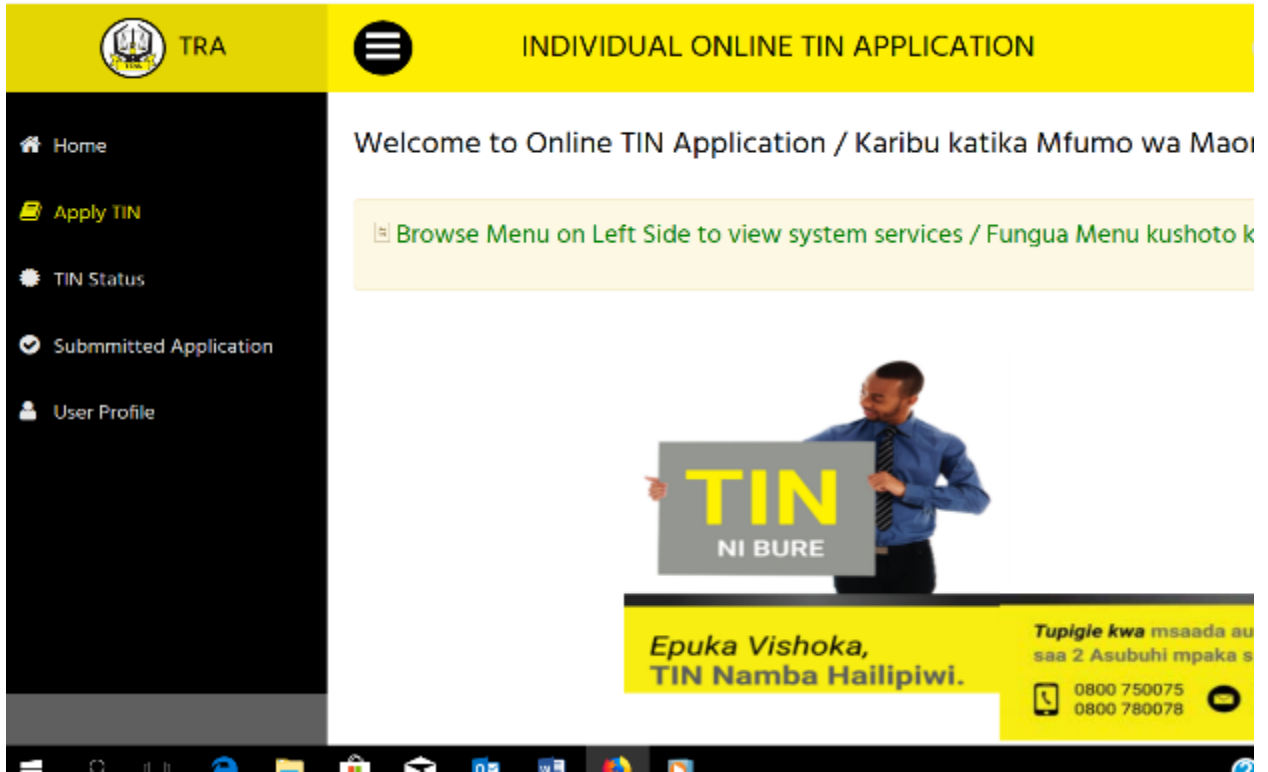 TRA
INDIVIDUAL ONLINE TIN APPLICATION
Home
Apply TIN
TIN Status
Submmitted Application
User Profile
Welcome to Online TIN Application / Karibu katika Mfumo wa Maor
Browse Menu on Left Side to view system services / Fungua Menu kushoto k
TIN
NI BURE
Epuka Vishoka,
TIN Namba Hailipiwi.
Tupigie kwa msaada au
saa 2 Asubuhi mpaka s
0800 750075
0800 780078